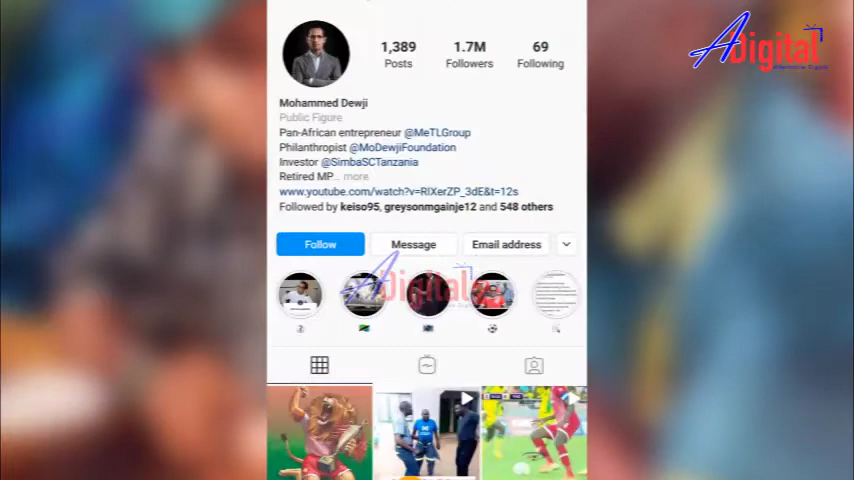 1,389 1.7M 69
Posts Followers Following
ADigital
Mohammed Dewji
Public Figure
Pan-African entrepreneur @MeTLGroup
Philanthropist @MoDewjiFoundation
Investor @SimbaSCTanzania
Retired MP... more
www.youtube.com/watch?v=RlXerZP_3dE&t=12s
Followed by keiso95, greysonmgainje12 and 548 others
Follow Message Email address
ADigital